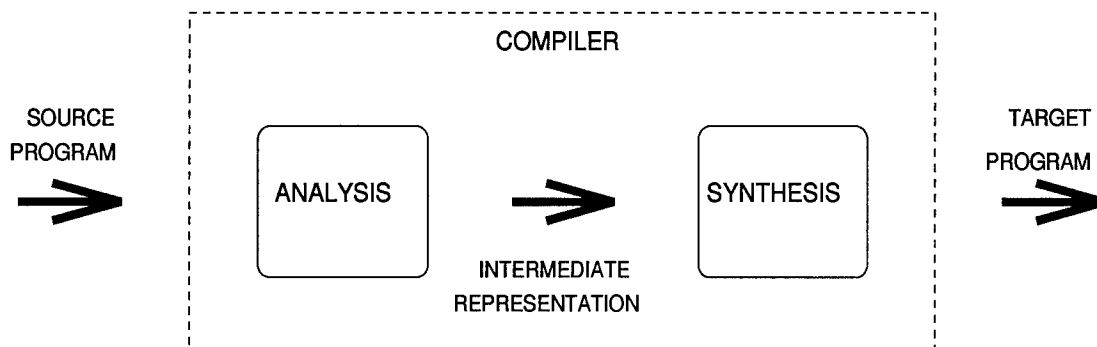 COMPILER
SOURCE
PROGRAM
ANALYSIS
INTERMEDIATE
REPRESENTATION
SYNTHESIS
TARGET
PROGRAM